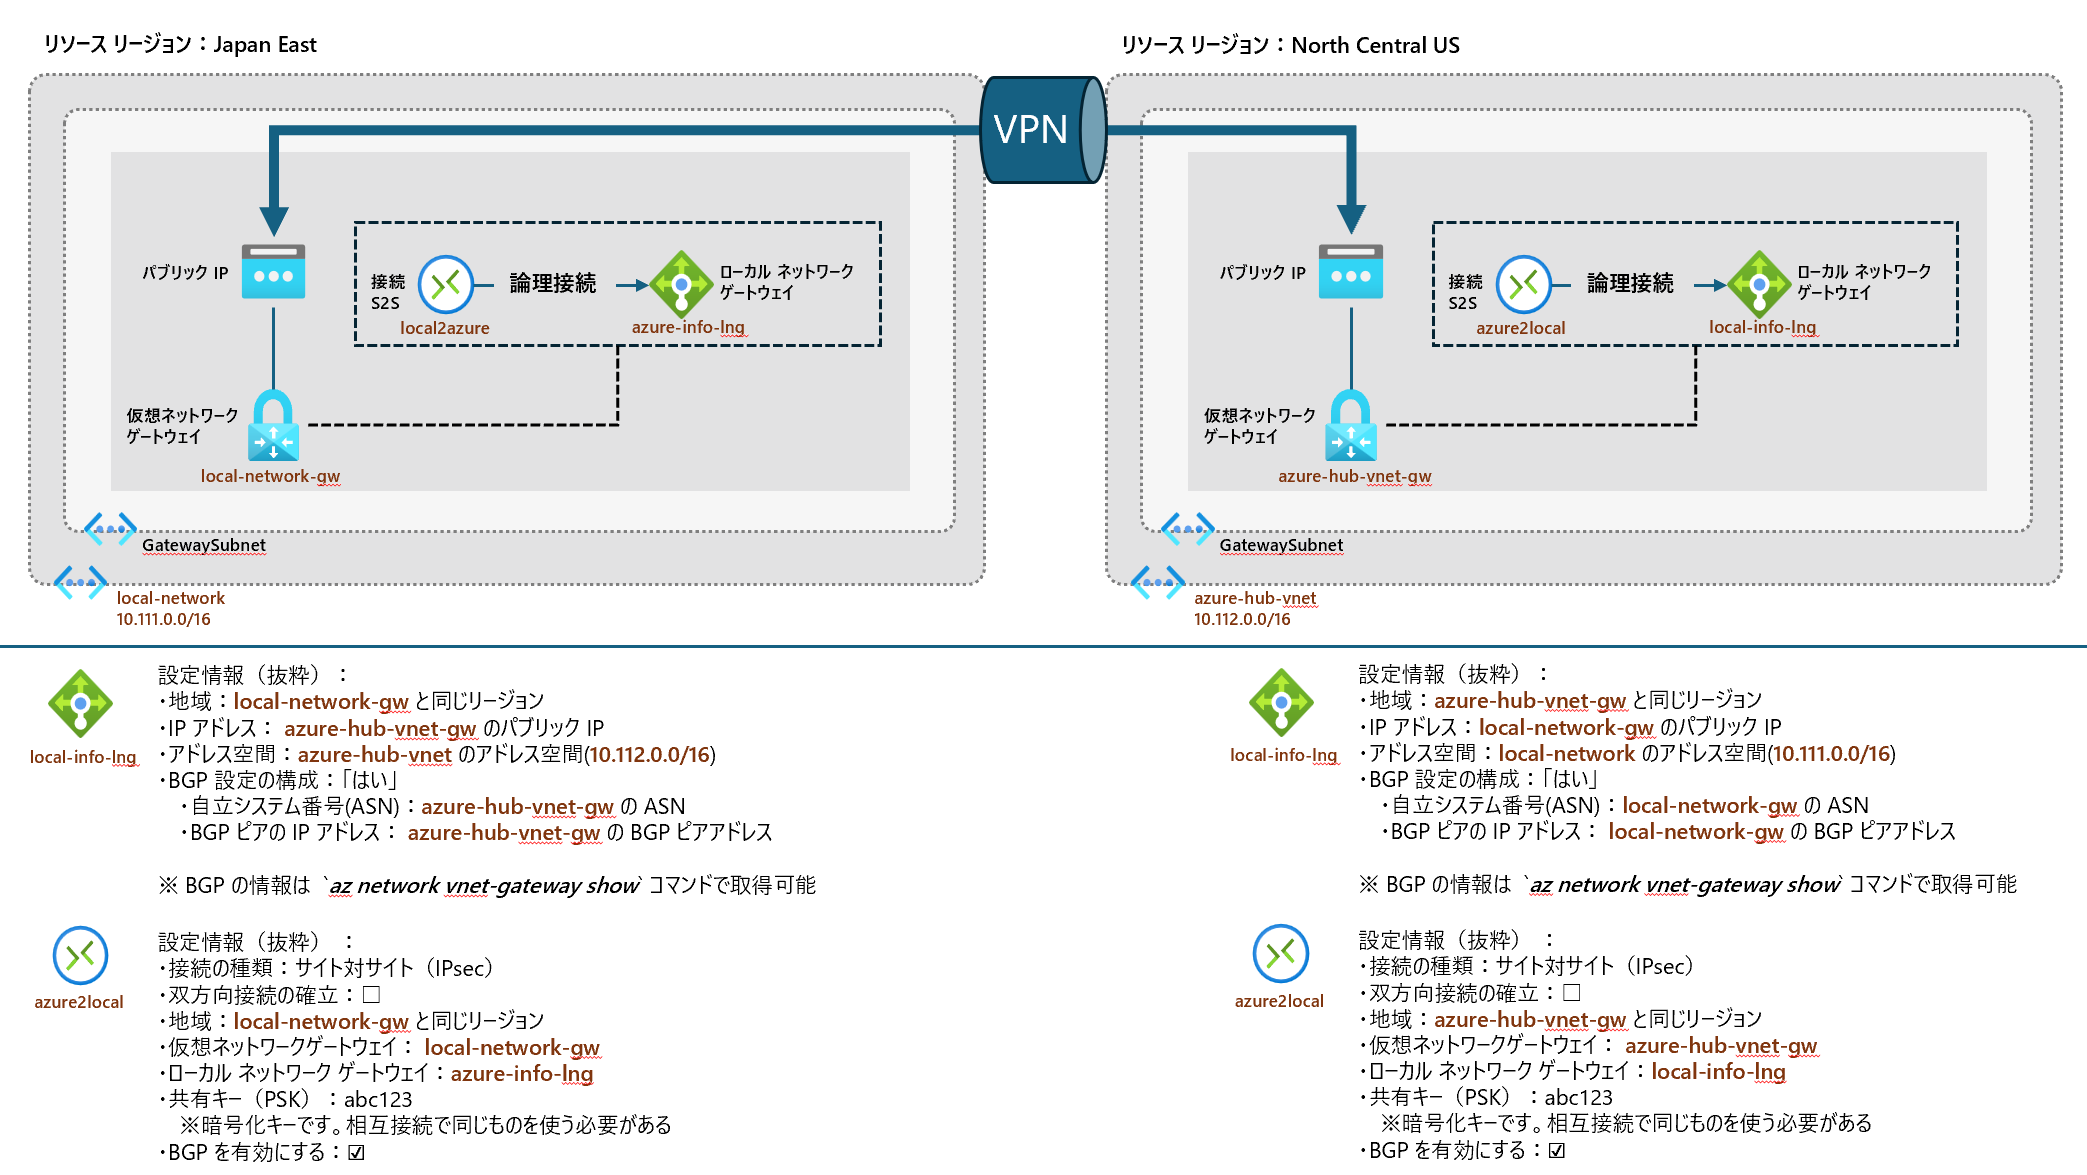 リソース リージョン：Japan East
リソース リージョン：North Central US
VPN
パブリック IP
接続
S2S
論理接続
ローカル ネットワーク
ゲートウェイ
local2azure
azure-info-lng
仮想ネットワーク
ゲートウェイ
local-network-gw
GatewaySubnet
local-network
10.111.0.0/16
パブリック IP
接続
S2S
論理接続
ローカル ネットワーク
ゲートウェイ
azure2local
local-info-lng
仮想ネットワーク
ゲートウェイ
azure-hub-vnet-gw
GatewaySubnet
azure-hub-vnet
10.112.0.0/16
local-info-lng
設定情報（抜粋）：
・地域：local-network-gw と同じリージョン
・IP アドレス： azure-hub-vnet-gw のパブリック IP
・アドレス空間：azure-hub-vnet のアドレス空間(10.112.0.0/16)
・BGP 設定の構成：「はい」
・自立システム番号(ASN)：azure-hub-vnet-gw の ASN
・BGP ピアの IP アドレス： azure-hub-vnet-gw の BGP ピアアドレス
※ BGP の情報は `az network vnet-gateway show` コマンドで取得可能
azure2local
設定情報（抜粋） ：
・接続の種類：サイト対サイト（IPsec）
・双方向接続の確立：☐
・地域：local-network-gw と同じリージョン
・仮想ネットワークゲートウェイ： local-network-gw
・ローカル ネットワーク ゲートウェイ：azure-info-lng
・共有キー（PSK）：abc123
※暗号化キーです。相互接続で同じものを使う必要がある
・BGP を有効にする：☑
local-info-lng
設定情報（抜粋）：
・地域：azure-hub-vnet-gw と同じリージョン
・IP アドレス：local-network-gw のパブリック IP
・アドレス空間：local-network のアドレス空間(10.111.0.0/16)
・BGP 設定の構成：「はい」
・自立システム番号(ASN)：local-network-gw の ASN
・BGP ピアの IP アドレス： local-network-gw の BGP ピアアドレス
※ BGP の情報は `az network vnet-gateway show` コマンドで取得可能
azure2local
設定情報（抜粋） ：
・接続の種類：サイト対サイト（IPsec）
・双方向接続の確立：☐
・地域：azure-hub-vnet-gw と同じリージョン
・仮想ネットワークゲートウェイ： azure-hub-vnet-gw
・ローカル ネットワーク ゲートウェイ：local-info-lng
・共有キー（PSK）：abc123
※暗号化キーです。相互接続で同じものを使う必要がある
・BGP を有効にする：☑